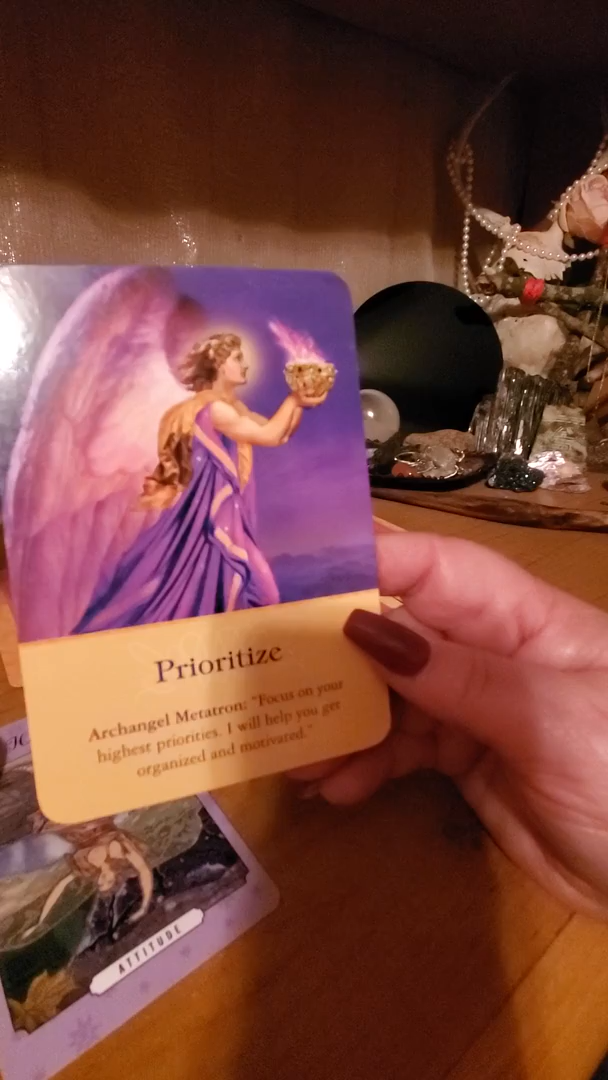 Prioritize
Archangel Metatron: "Focus on your
highest priorities. I will help you get
organized and motivated."
ATTITUDE